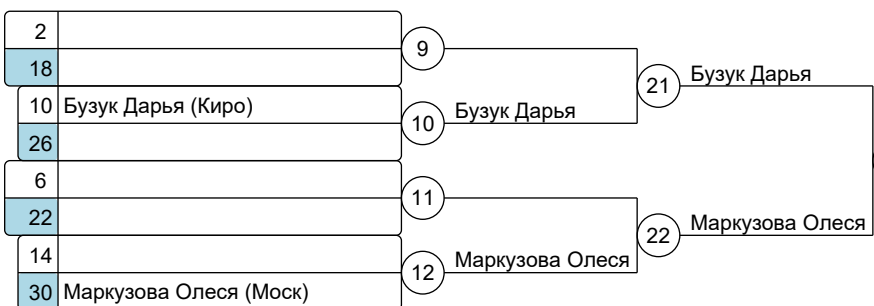 2
9
18
21 Бузук Дарья
10 Бузук Дарья (Киро)
10 Бузук Дарья
26
6
11
22
22 Маркузова Олеся
14
12 Маркузова Олеся
30 Маркузова Олеся (Моск)